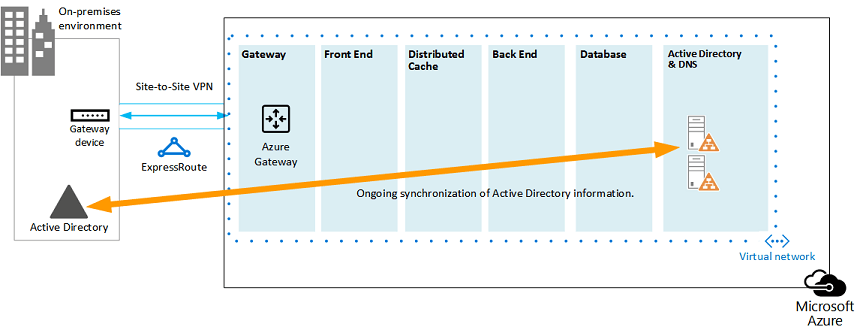 On-premises
environment
Site-to-Site VPN
Gateway
device
ExpressRoute
Active Directory
Gateway
Front End
Distributed
Cache
Back End
Database
Active Directory
& DNS
Azure
Gateway
Ongoing synchronization of Active Directory information.
Virtual network
Microsoft
Azure